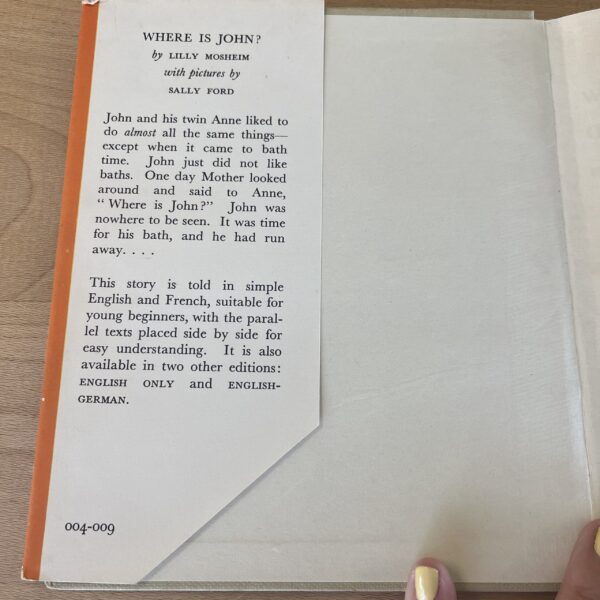 WHERE IS JOHN?
by LILLY MOSHEIM
with pictures by
SALLY FORD
John and his twin Anne liked to
do almost all the same things—
except when it came to bath
time. John just did not like
baths. One day Mother looked
around and said to Anne,
“ Where is John?” John was
nowhere to be seen. It was time
for his bath, and he had run
away. . . .
This story is told in simple
English and French, suitable for
young beginners, with the paral-
lel texts placed side by side for
easy understanding. It is also
available in two other editions:
ENGLISH ONLY and ENGLISH-
GERMAN.
004-009